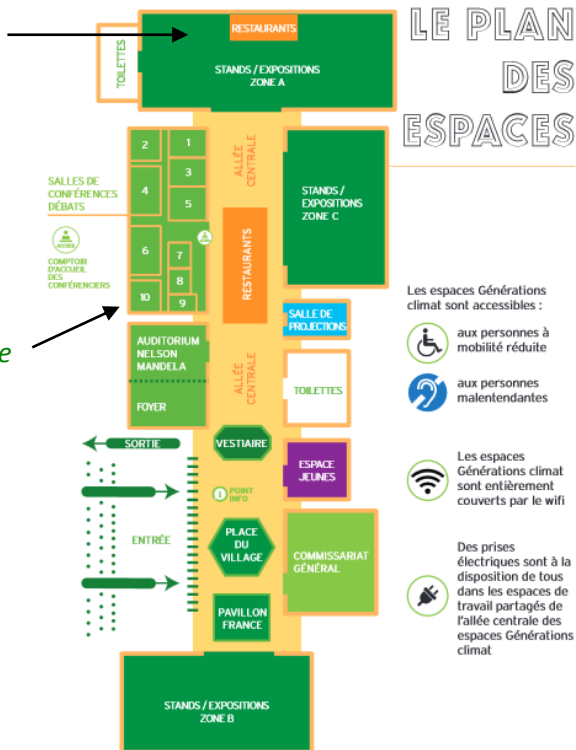 LE PLAN
DES
ESPACES
RESTAURANTS
TOILETTES
STANDS / EXPOSITIONS
ZONE A
2
1
3
4
5
6
7
8
10
9
SALLES DE
CONFÉRENCES
DÉBATS
ACCUEIL
COMPTOIR
D'ACCUEIL
DES
CONFÉRENCIERS
ALLÉE
CENTRALE
STANDS /
EXPOSITIONS
ZONE C
RESTAURANTS
SALLE DE
PROJECTIONS
e
AUDITORIUM
NELSON
MANDELA
FOYER
ALLÉE
CENTRALE
TOILETTES
SORTIE
VESTIAIRE
ESPACE
JEUNES
i POINT
INFO
ENTRÉE
PLACE
DU
VILLAGE
COMMISSARIAT
GÉNÉRAL
PAVILLON
FRANCE
STANDS / EXPOSITIONS
ZONE B
Les espaces Générations
climat sont accessibles :
aux personnes à
mobilité réduite
aux personnes
malentendantes
Les espaces
Générations climat
sont entièrement
couverts par le wifi
Des prises
électriques sont à la
disposition de tous
dans les espaces de
travail partagés de
l'allée centrale des
espaces Générations
climat